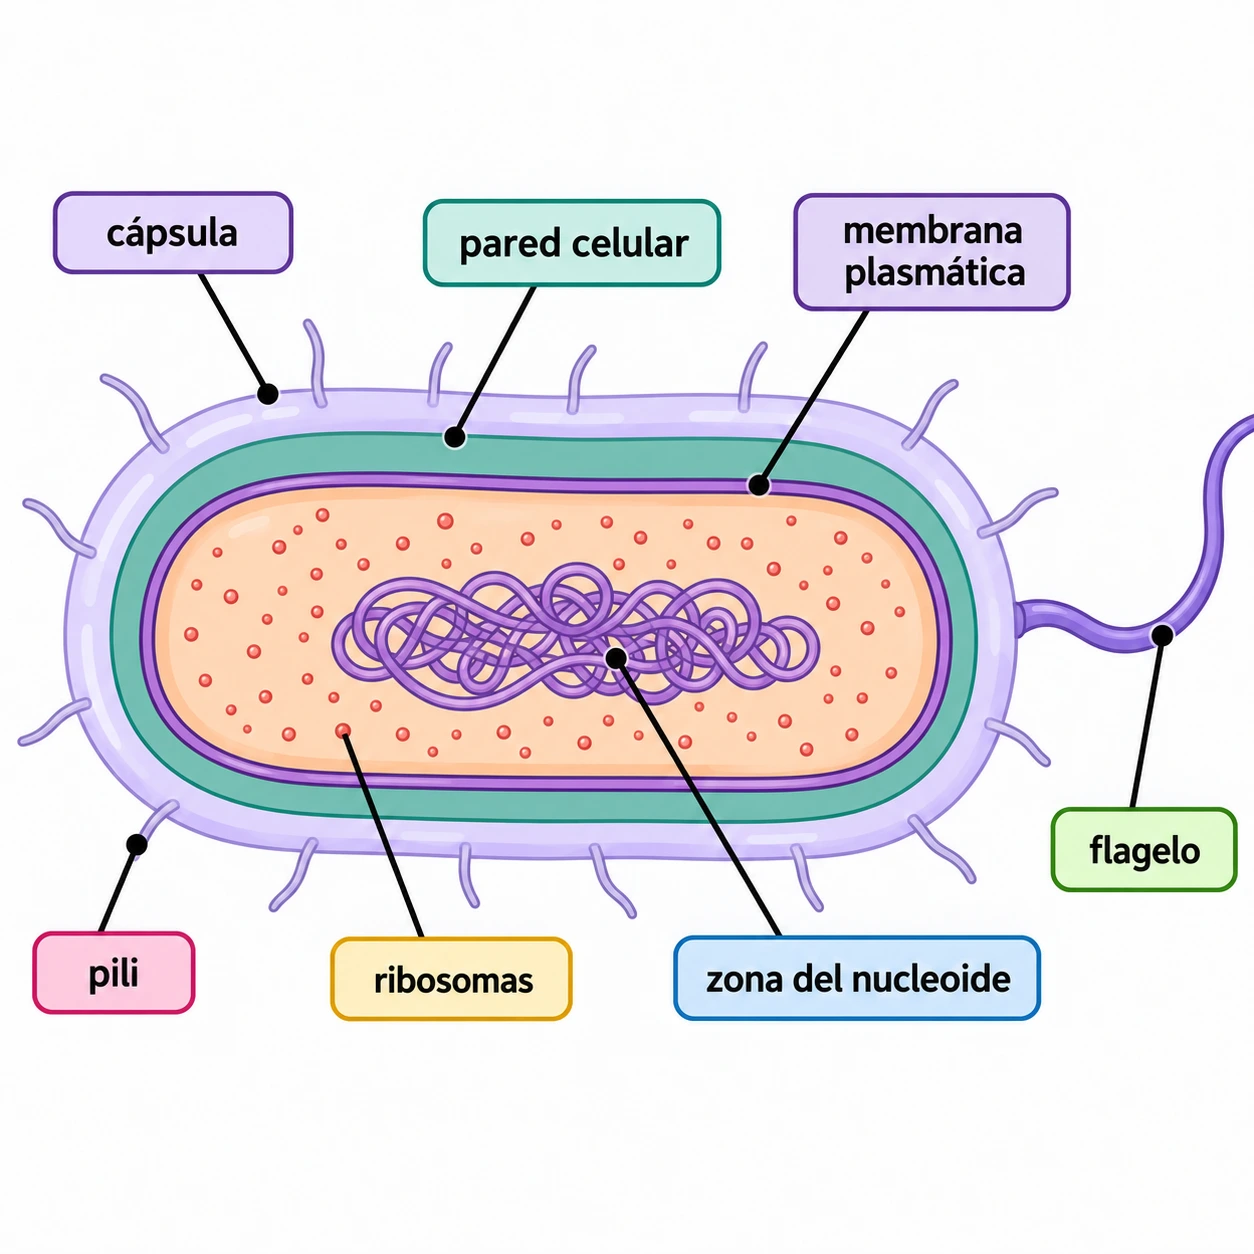 cápsula
pared celular
membrana
plasmática
flagelo
pili
ribosomas
zona del nucleoide